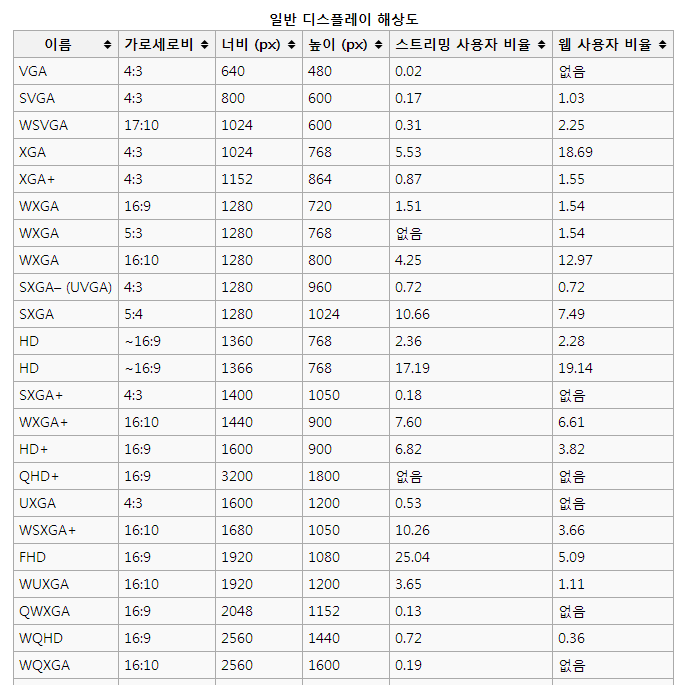 일반 디스플레이 해상도
이름 가로세로비 너비 (px) 높이 (px) 스트리밍 사용자 비율 웹 사용자 비율
VGA 4:3 640 480 0.02 없음
SVGA 4:3 800 600 0.17 1.03
WSVGA 17:10 1024 600 0.31 2.25
XGA 4:3 1024 768 5.53 18.69
XGA+ 4:3 1152 864 0.87 1.55
WXGA 16:9 1280 720 1.51 1.54
WXGA 5:3 1280 768 없음 1.54
WXGA 16:10 1280 800 4.25 12.97
SXGA– (UVGA) 4:3 1280 960 0.72 0.72
SXGA 5:4 1280 1024 10.66 7.49
HD ~16:9 1360 768 2.36 2.28
HD ~16:9 1366 768 17.19 19.14
SXGA+ 4:3 1400 1050 0.18 없음
WXGA+ 16:10 1440 900 7.60 6.61
HD+ 16:9 1600 900 6.82 3.82
QHD+ 16:9 3200 1800 없음 없음
UXGA 4:3 1600 1200 0.53 없음
WSXGA+ 16:10 1680 1050 10.26 3.66
FHD 16:9 1920 1080 25.04 5.09
WUXGA 16:10 1920 1200 3.65 1.11
QWXGA 16:9 2048 1152 0.13 없음
WQHD 16:9 2560 1440 0.72 0.36
WQXGA 16:10 2560 1600 0.19 없음